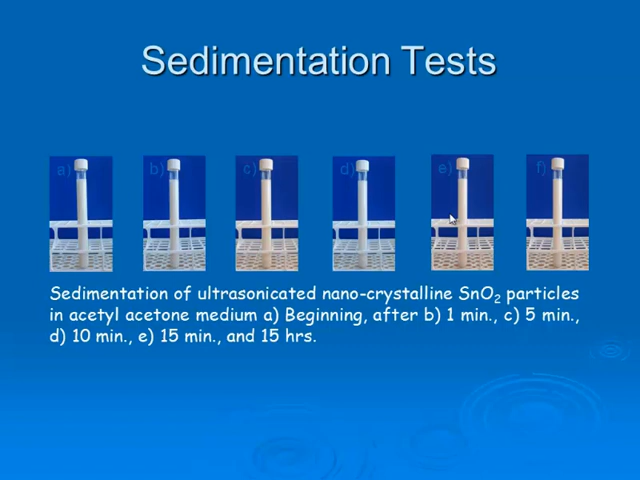 Sedimentation Tests
a) b) c) d) e) f)
Sedimentation of ultrasonicated nano-crystalline SnO2 particles
in acetyl acetone medium a) Beginning, after b) 1 min., c) 5 min.,
d) 10 min., e) 15 min., and 15 hrs.